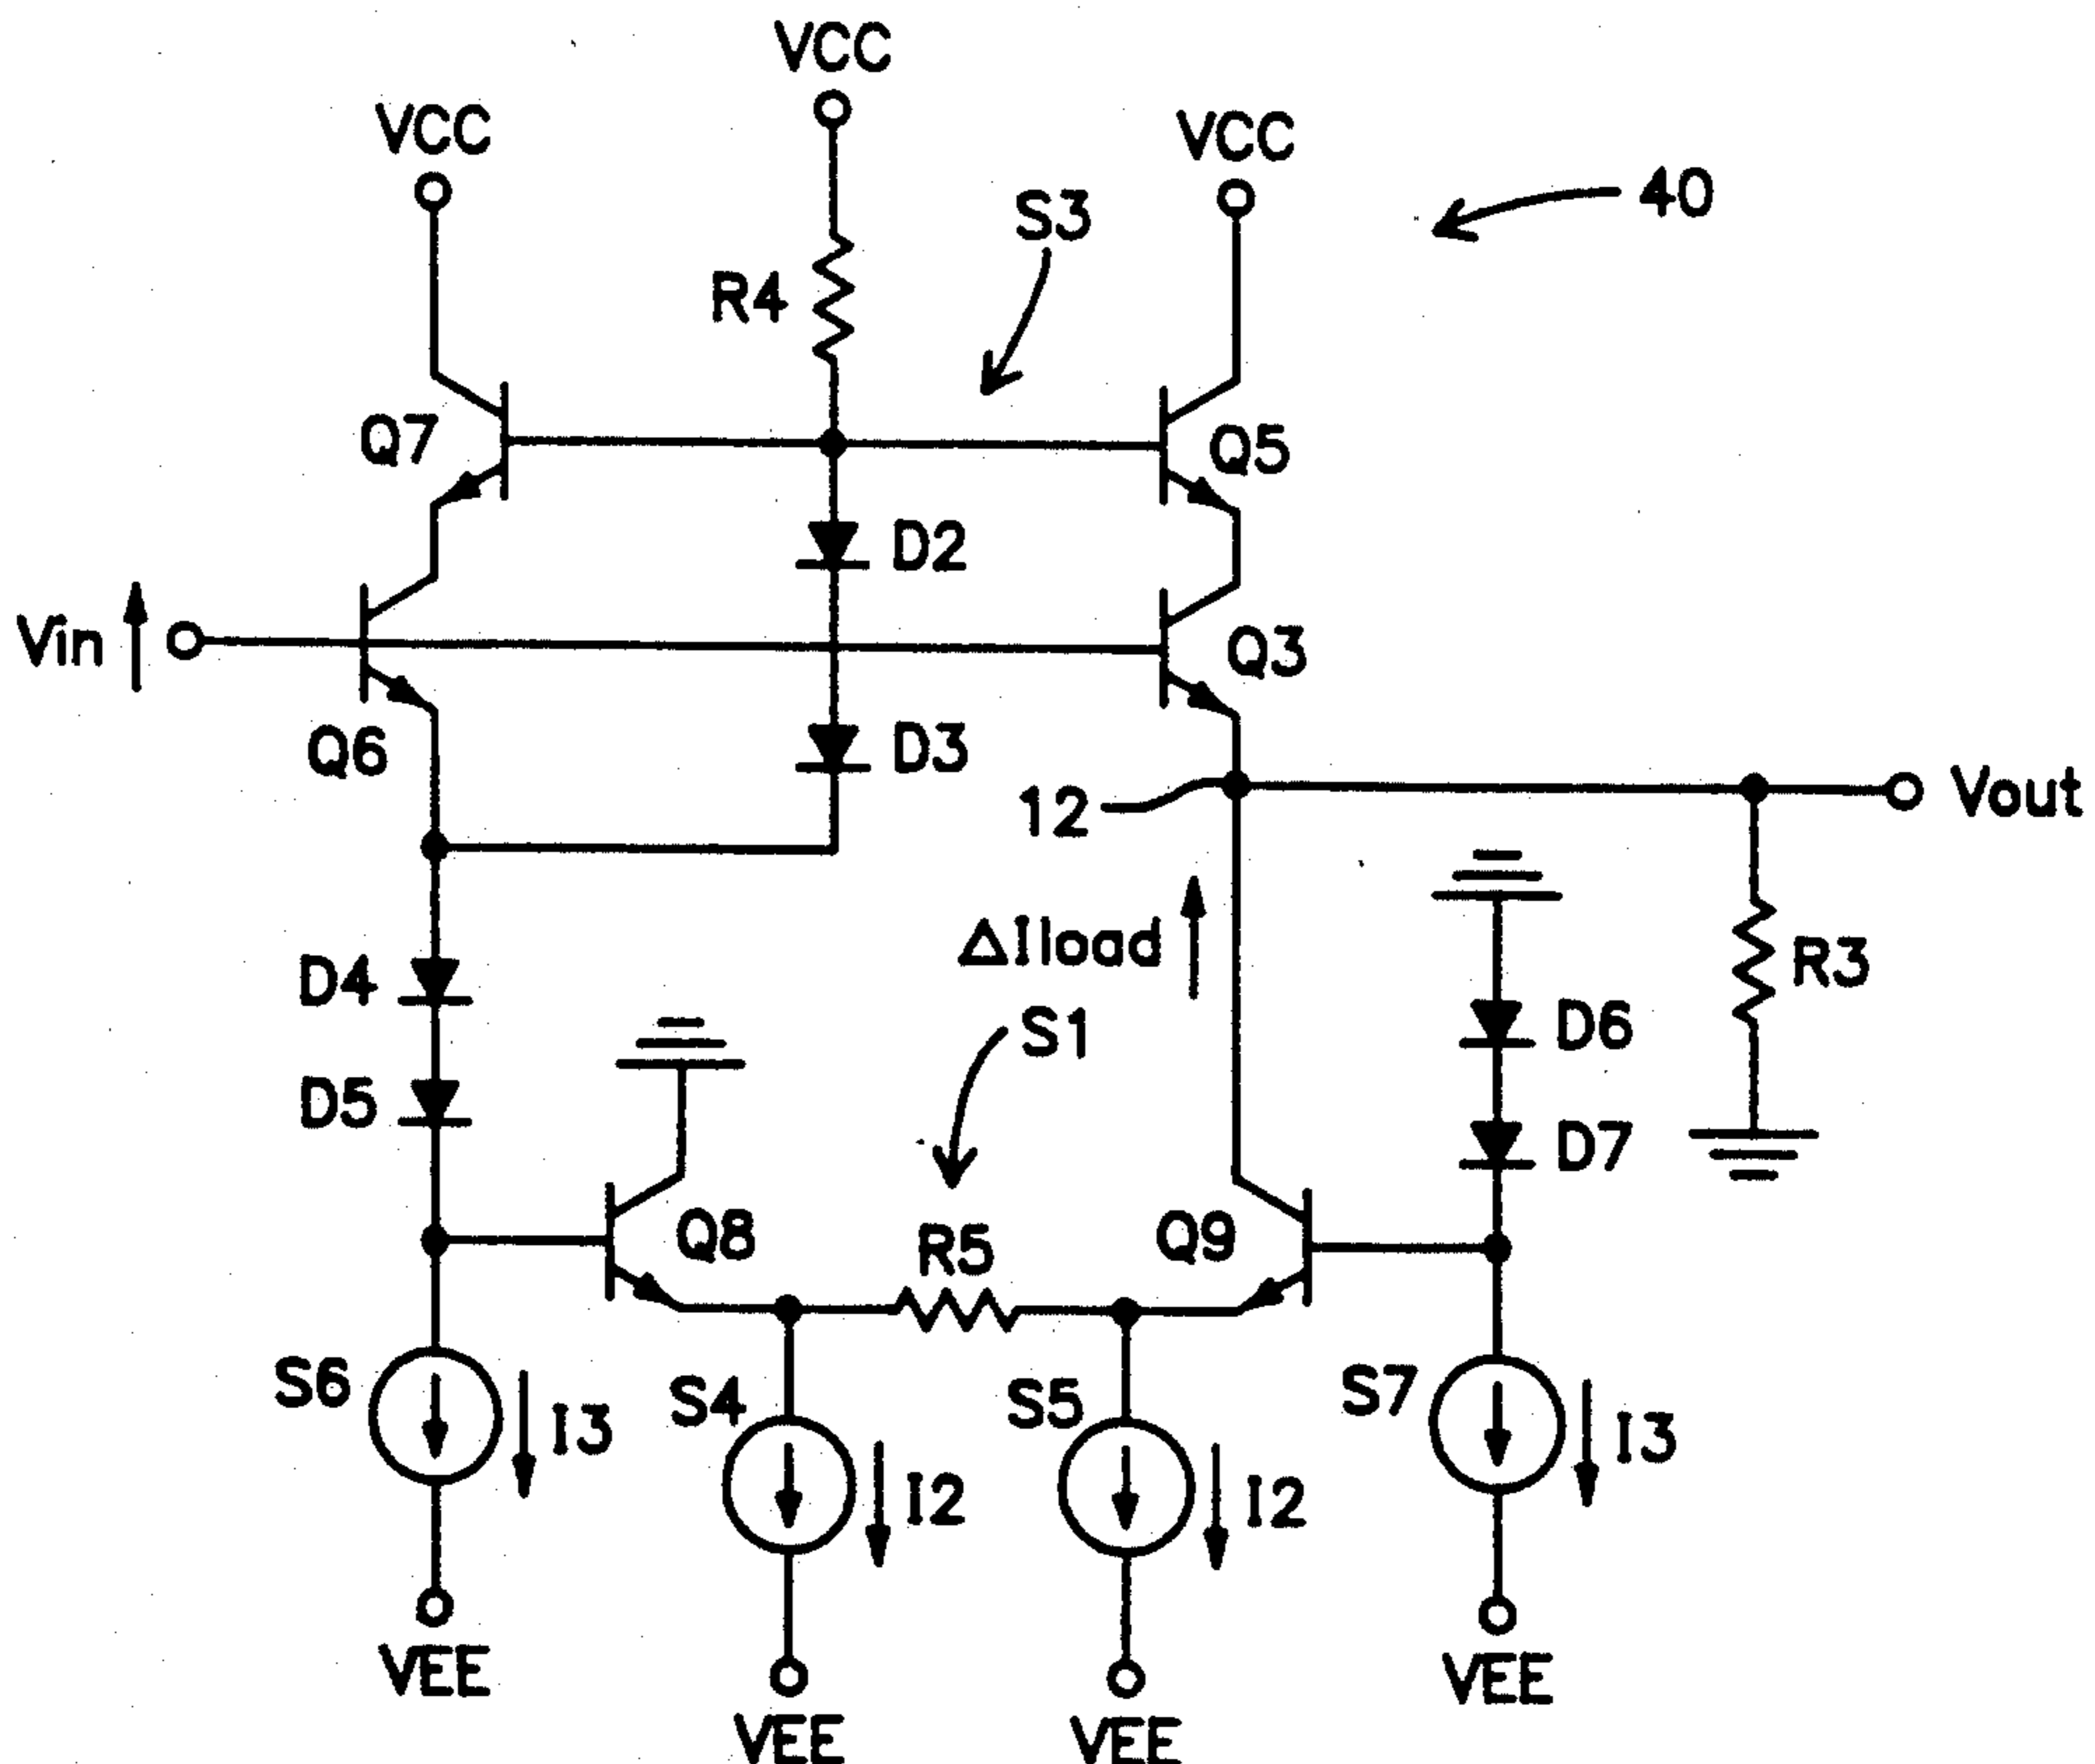 VCC
VCC
VCC
40
S3
R4
Q7
Q5
D2
Vin
Q3
Q6
D3
12
Vout
ΔIload
D4
R3
S1
D6
D5
D7
Q8
R5
Q9
S6
I3
S4
I2
S5
I2
S7
I3
VEE
VEE
VEE
VEE